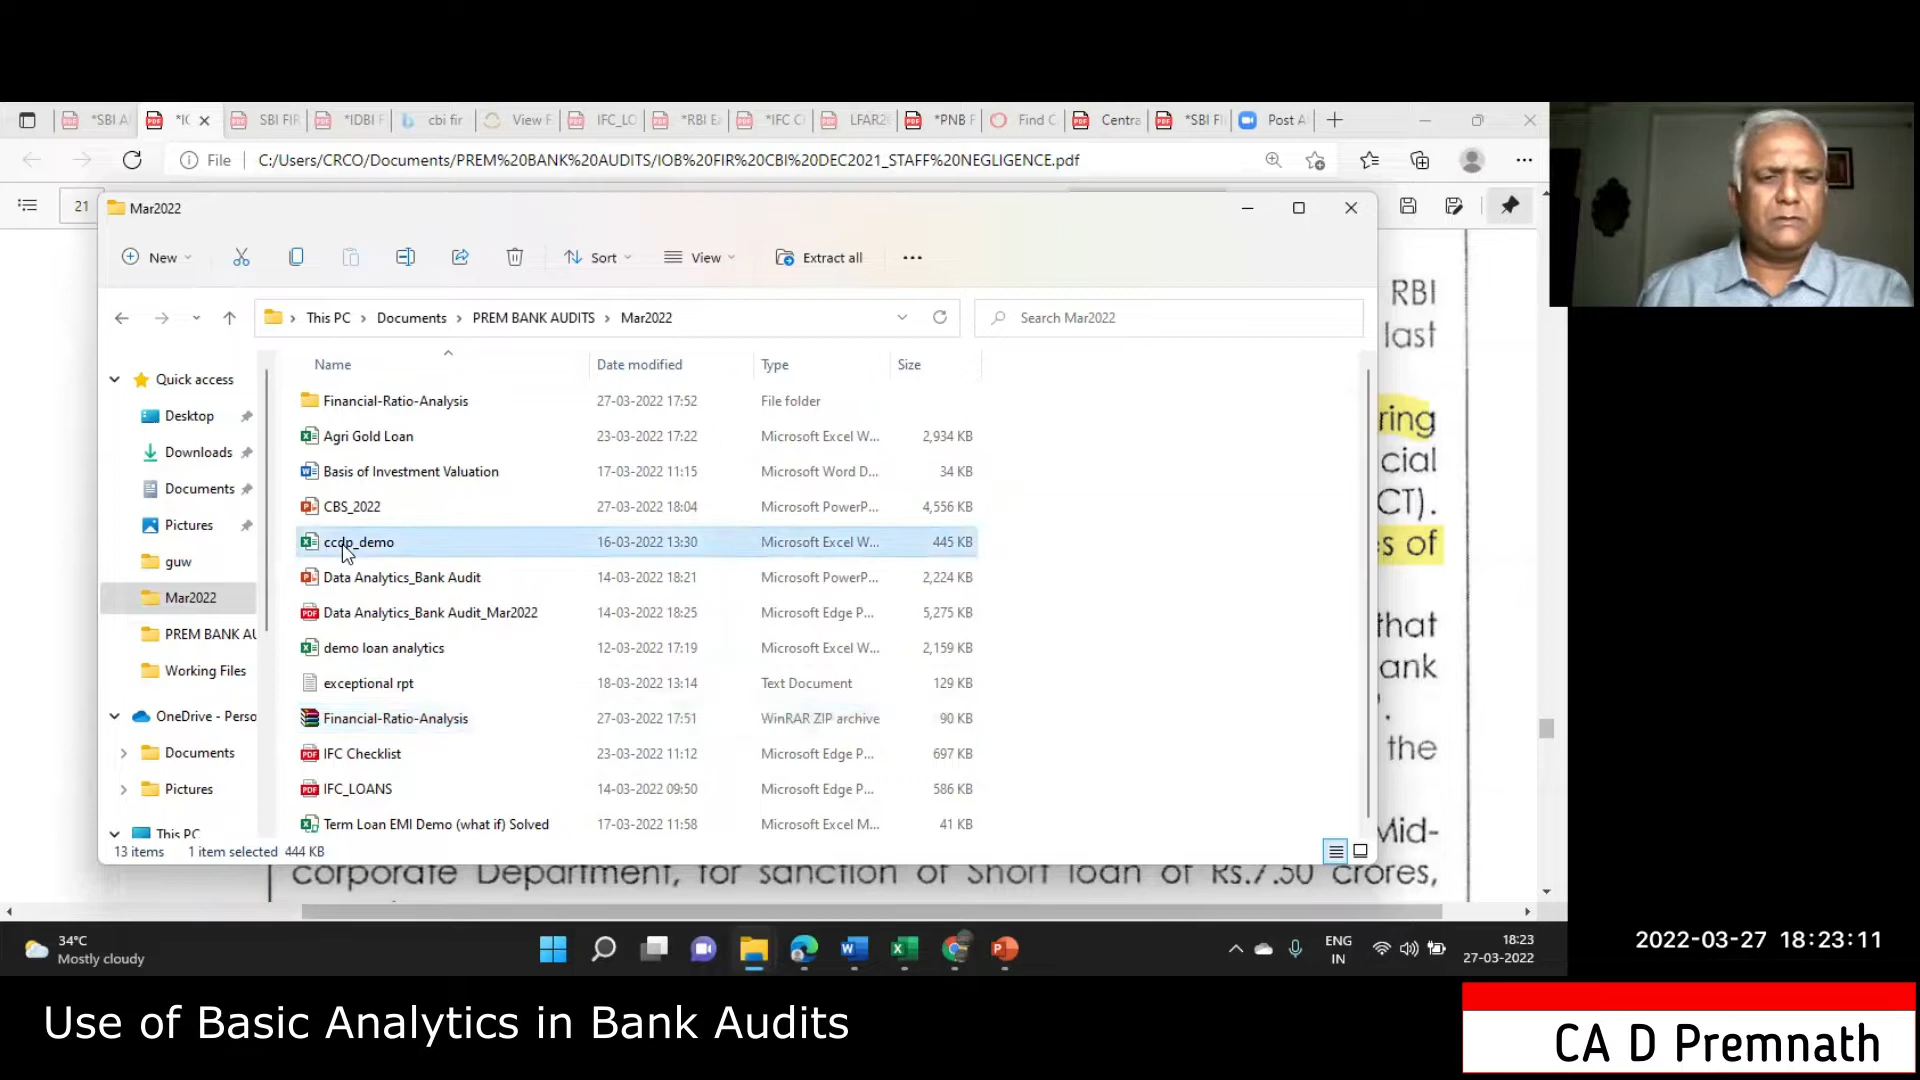 *SBI A
*IC
SBI FIR
*IDBI F
cbi fir
View F
IFC_LO
*RBI E
*IFC C
LFAR2
*PNB F
Find C
Centra
*SBI FI
Post A
File
C:/Users/CRCO/Documents/PREM%20BANK%20AUDITS/IOB%20FIR%20CBI%20DEC2021_STAFF%20NEGLIGENCE.pdf
21
Mar2022
New
Sort
View
Extract all
This PC
Documents
PREM BANK AUDITS
Mar2022
Search Mar2022
Name
Date modified
Type
Size
Quick access
Desktop
Downloads
Documents
Pictures
guw
Mar2022
PREM BANK AU
Working Files
OneDrive - Perso
Documents
Pictures
This PC
Financial-Ratio-Analysis 27-03-2022 17:52 File folder
Agri Gold Loan 23-03-2022 17:22 Microsoft Excel W... 2,934 KB
Basis of Investment Valuation 17-03-2022 11:15 Microsoft Word D... 34 KB
CBS_2022 27-03-2022 18:04 Microsoft PowerP... 4,556 KB
ccdp_demo 16-03-2022 13:30 Microsoft Excel W... 445 KB
Data Analytics_Bank Audit 14-03-2022 18:21 Microsoft PowerP... 2,224 KB
Data Analytics_Bank Audit_Mar2022 14-03-2022 18:25 Microsoft Edge P... 5,275 KB
demo loan analytics 12-03-2022 17:19 Microsoft Excel W... 2,159 KB
exceptional rpt 18-03-2022 13:14 Text Document 129 KB
Financial-Ratio-Analysis 27-03-2022 17:51 WinRAR ZIP archive 90 KB
IFC Checklist 23-03-2022 11:12 Microsoft Edge P... 697 KB
IFC_LOANS 14-03-2022 09:50 Microsoft Edge P... 586 KB
Term Loan EMI Demo (what if) Solved 17-03-2022 11:58 Microsoft Excel M... 41 KB
13 items 1 item selected 444 KB
RBI
last
ring
cial
CT).
s of
that
ank
the
Mid-
corporate Department, for sanction of Short loan of Rs.7.50 crores,
34°C
Mostly cloudy
ENG
IN
18:23
27-03-2022
2022-03-27 18:23:11
Use of Basic Analytics in Bank Audits
CA D Premnath